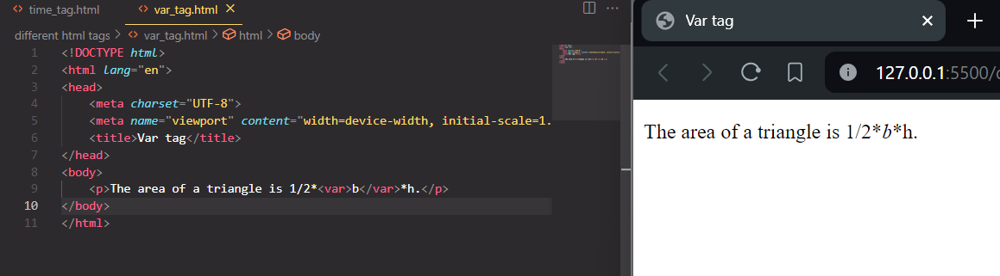 time_tag.html
var_tag.html ×
...
different html tags > var_tag.html > html > body
1 <!DOCTYPE html>
2 <html lang="en">
3 <head>
4 <meta charset="UTF-8">
5 <meta name="viewport" content="width=device-width, initial-scale=1.
6 <title>Var tag</title>
7 </head>
8 <body>
9 <p>The area of a triangle is 1/2*<var>b</var>*h.</p>
10 </body>
11 </html>
Var tag × +
127.0.0.1:5500/
The area of a triangle is 1/2*b*h.